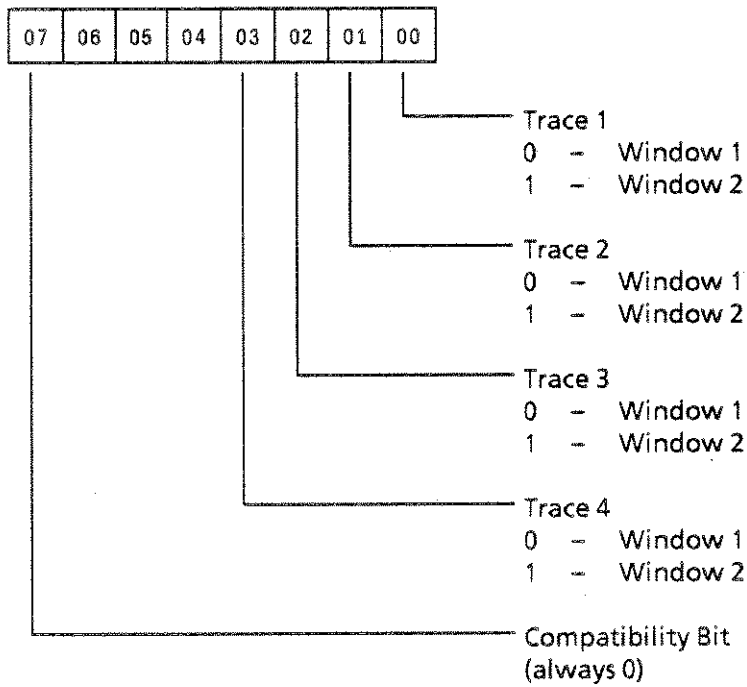 07 06 05 04 03 02 01 00
Trace 1
0 – Window 1
1 – Window 2
Trace 2
0 – Window 1
1 – Window 2
Trace 3
0 – Window 1
1 – Window 2
Trace 4
0 – Window 1
1 – Window 2
Compatibility Bit
(always 0)